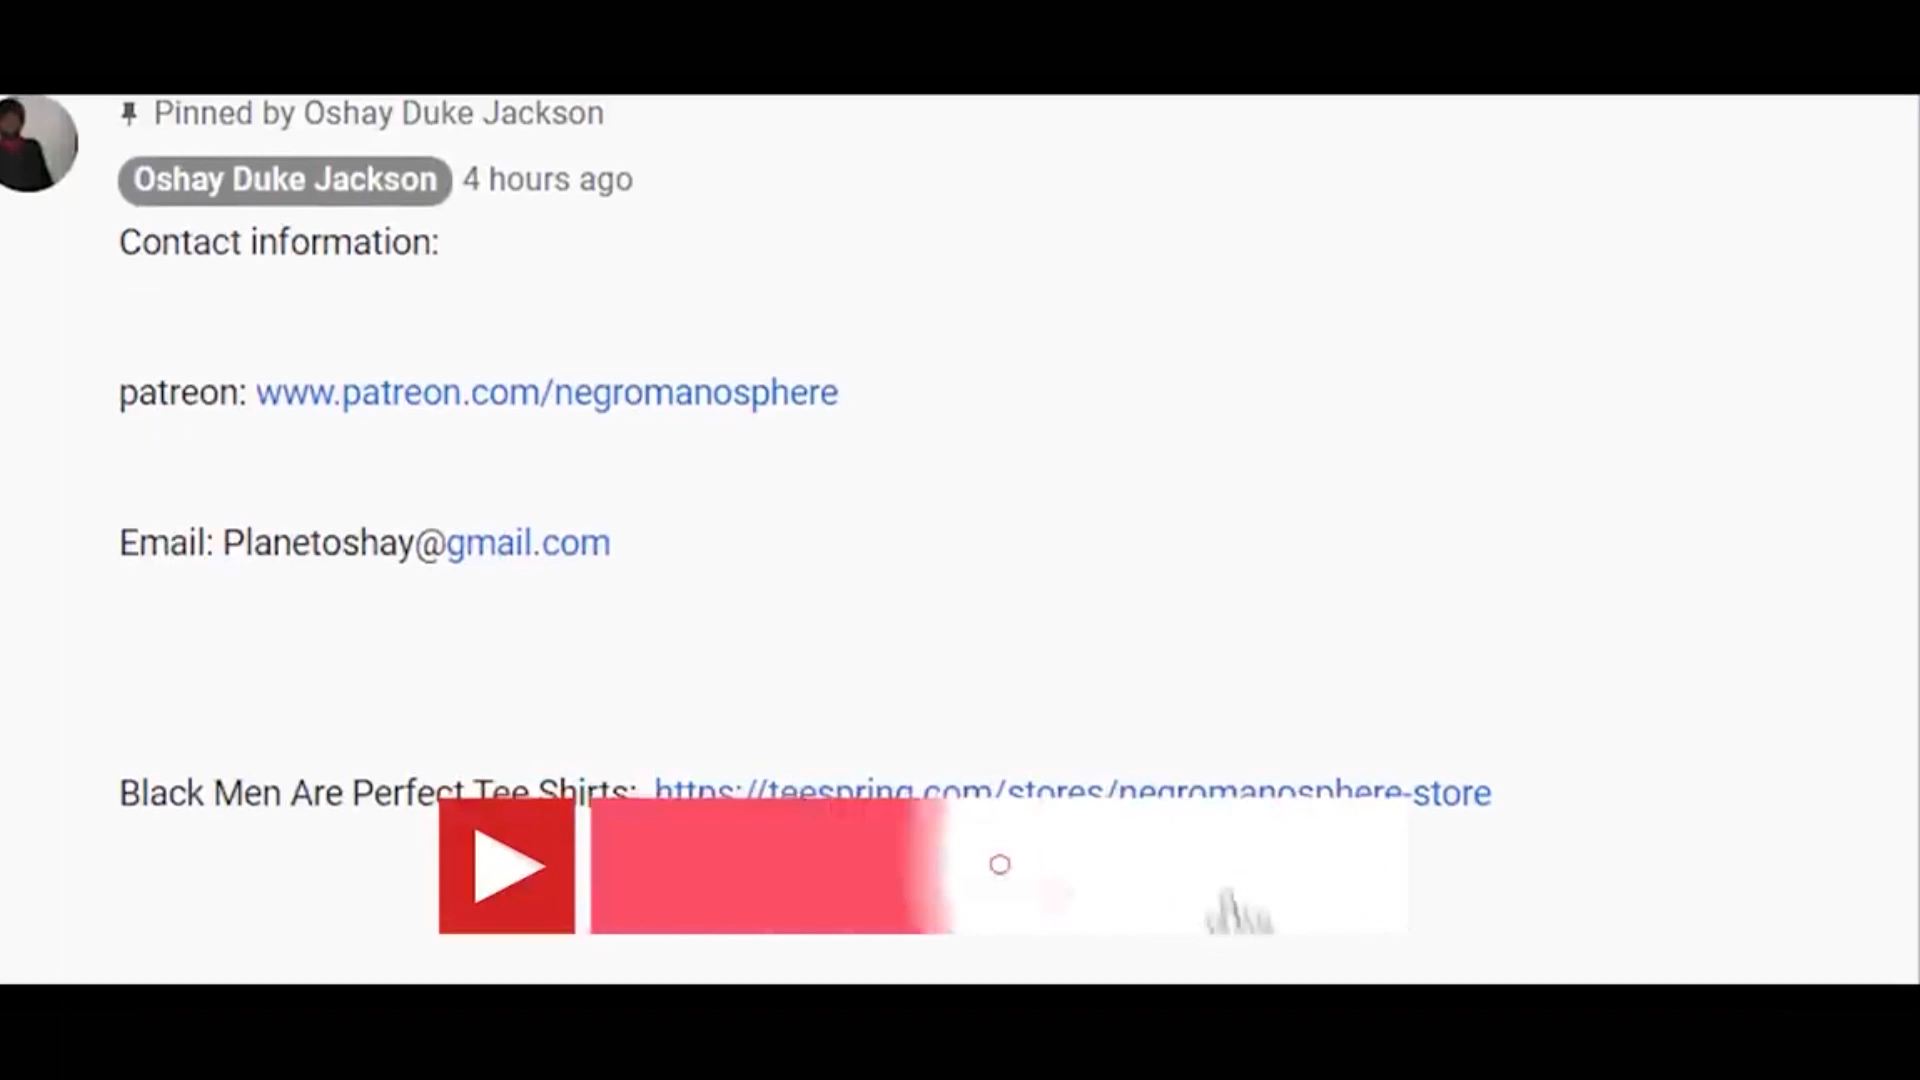 Pinned by Oshay Duke Jackson
Oshay Duke Jackson 4 hours ago
Contact information:
patreon: www.patreon.com/negromanosphere
Email: Planetoshay@gmail.com
Black Men Are Perfect Tee Shirts: https://teespring.com/stores/negromanosphere-store